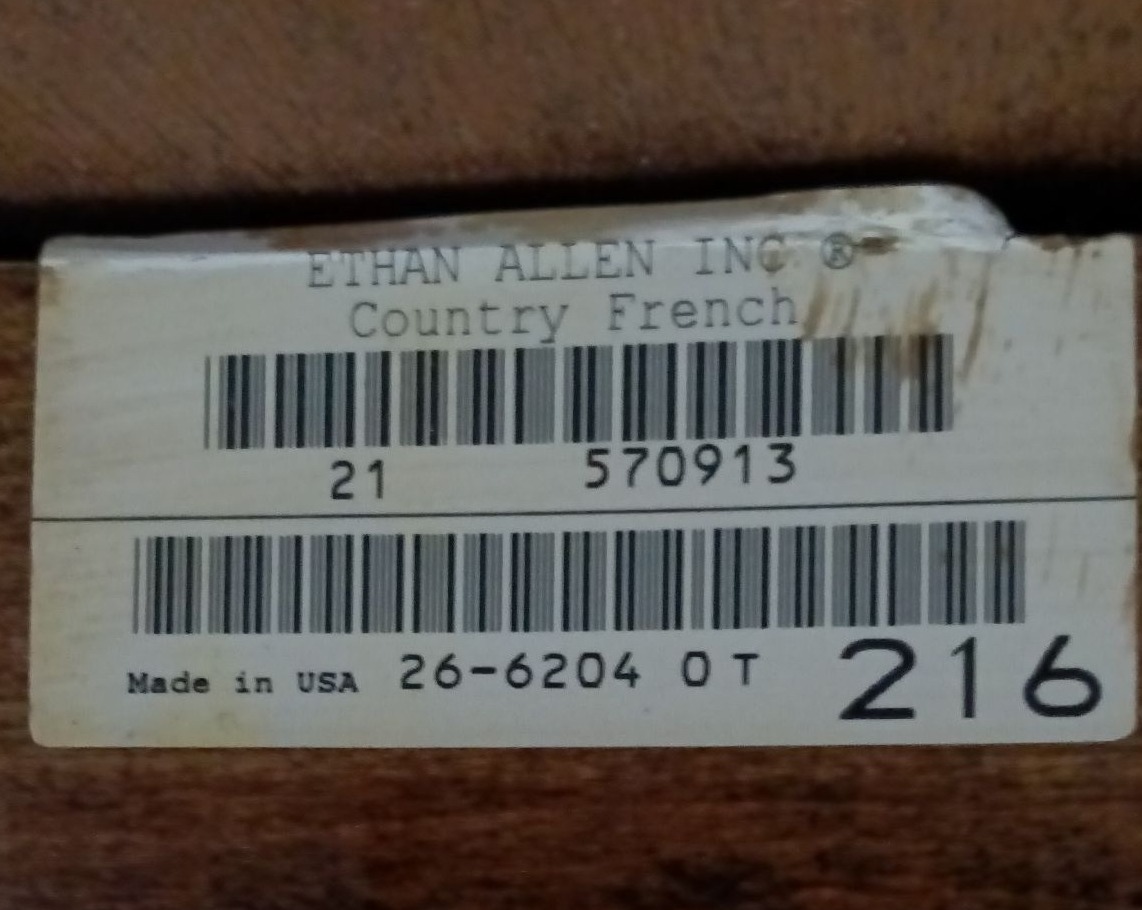 ETHAN ALLEN INC ®
Country French
21 570913
Made in USA 26-6204 0 T 216